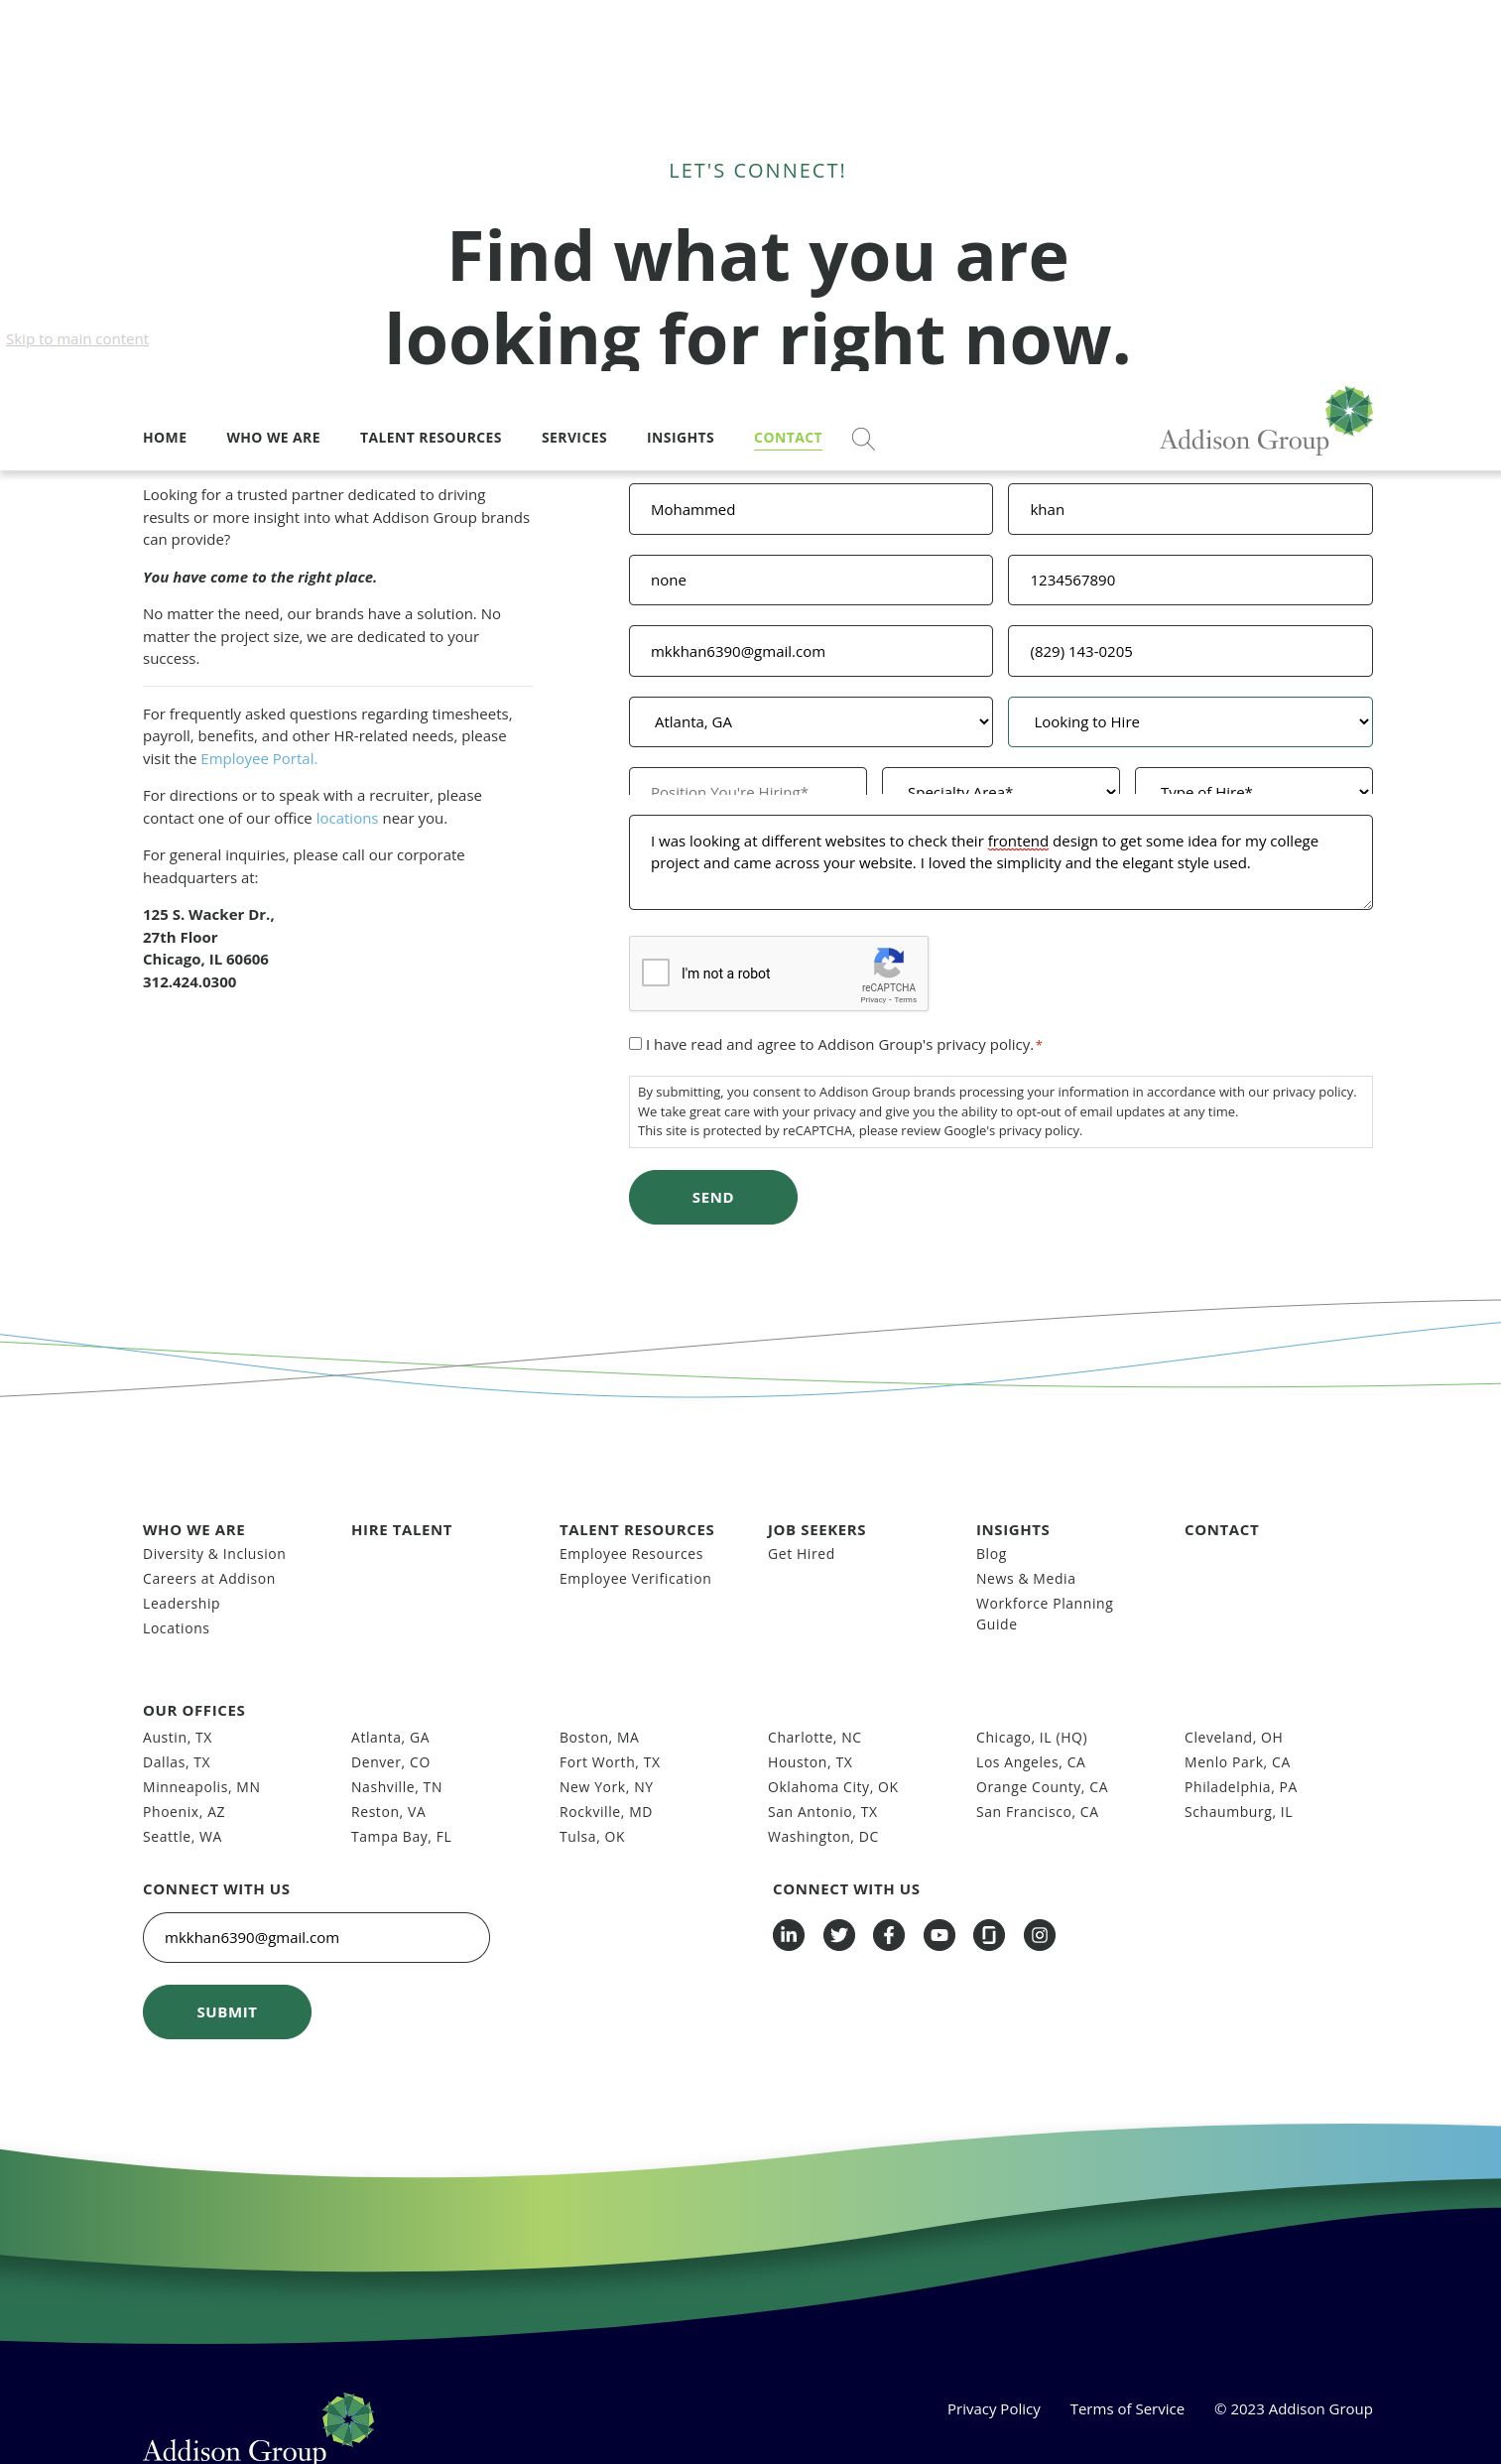 LET'S CONNECT!
Find what you are
looking for right now.
Skip to main content
HOME WHO WE ARE TALENT RESOURCES SERVICES INSIGHTS CONTACT
Addison Group
Looking for a trusted partner dedicated to driving
results or more insight into what Addison Group brands
can provide?
You have come to the right place.
No matter the need, our brands have a solution. No
matter the project size, we are dedicated to your
success.
For frequently asked questions regarding timesheets,
payroll, benefits, and other HR-related needs, please
visit the Employee Portal.
For directions or to speak with a recruiter, please
contact one of our office locations near you.
For general inquiries, please call our corporate
headquarters at:
125 S. Wacker Dr.,
27th Floor
Chicago, IL 60606
312.424.0300
Mohammed khan
none 1234567890
mkkhan6390@gmail.com (829) 143-0205
Atlanta, GA Looking to Hire
Position You're Hiring* Specialty Area* Type of Hire*
I was looking at different websites to check their frontend design to get some idea for my college
project and came across your website. I loved the simplicity and the elegant style used.
I'm not a robot
reCAPTCHA
Privacy - Terms
I have read and agree to Addison Group's privacy policy.*
By submitting, you consent to Addison Group brands processing your information in accordance with our privacy policy.
We take great care with your privacy and give you the ability to opt-out of email updates at any time.
This site is protected by reCAPTCHA, please review Google's privacy policy.
SEND
WHO WE ARE
Diversity & Inclusion
Careers at Addison
Leadership
Locations
HIRE TALENT
TALENT RESOURCES
Employee Resources
Employee Verification
JOB SEEKERS
Get Hired
INSIGHTS
Blog
News & Media
Workforce Planning
Guide
CONTACT
OUR OFFICES
Austin, TX Atlanta, GA Boston, MA Charlotte, NC Chicago, IL (HQ) Cleveland, OH
Dallas, TX Denver, CO Fort Worth, TX Houston, TX Los Angeles, CA Menlo Park, CA
Minneapolis, MN Nashville, TN New York, NY Oklahoma City, OK Orange County, CA Philadelphia, PA
Phoenix, AZ Reston, VA Rockville, MD San Antonio, TX San Francisco, CA Schaumburg, IL
Seattle, WA Tampa Bay, FL Tulsa, OK Washington, DC
CONNECT WITH US
mkkhan6390@gmail.com
SUBMIT
CONNECT WITH US
Privacy Policy Terms of Service © 2023 Addison Group
Addison Group